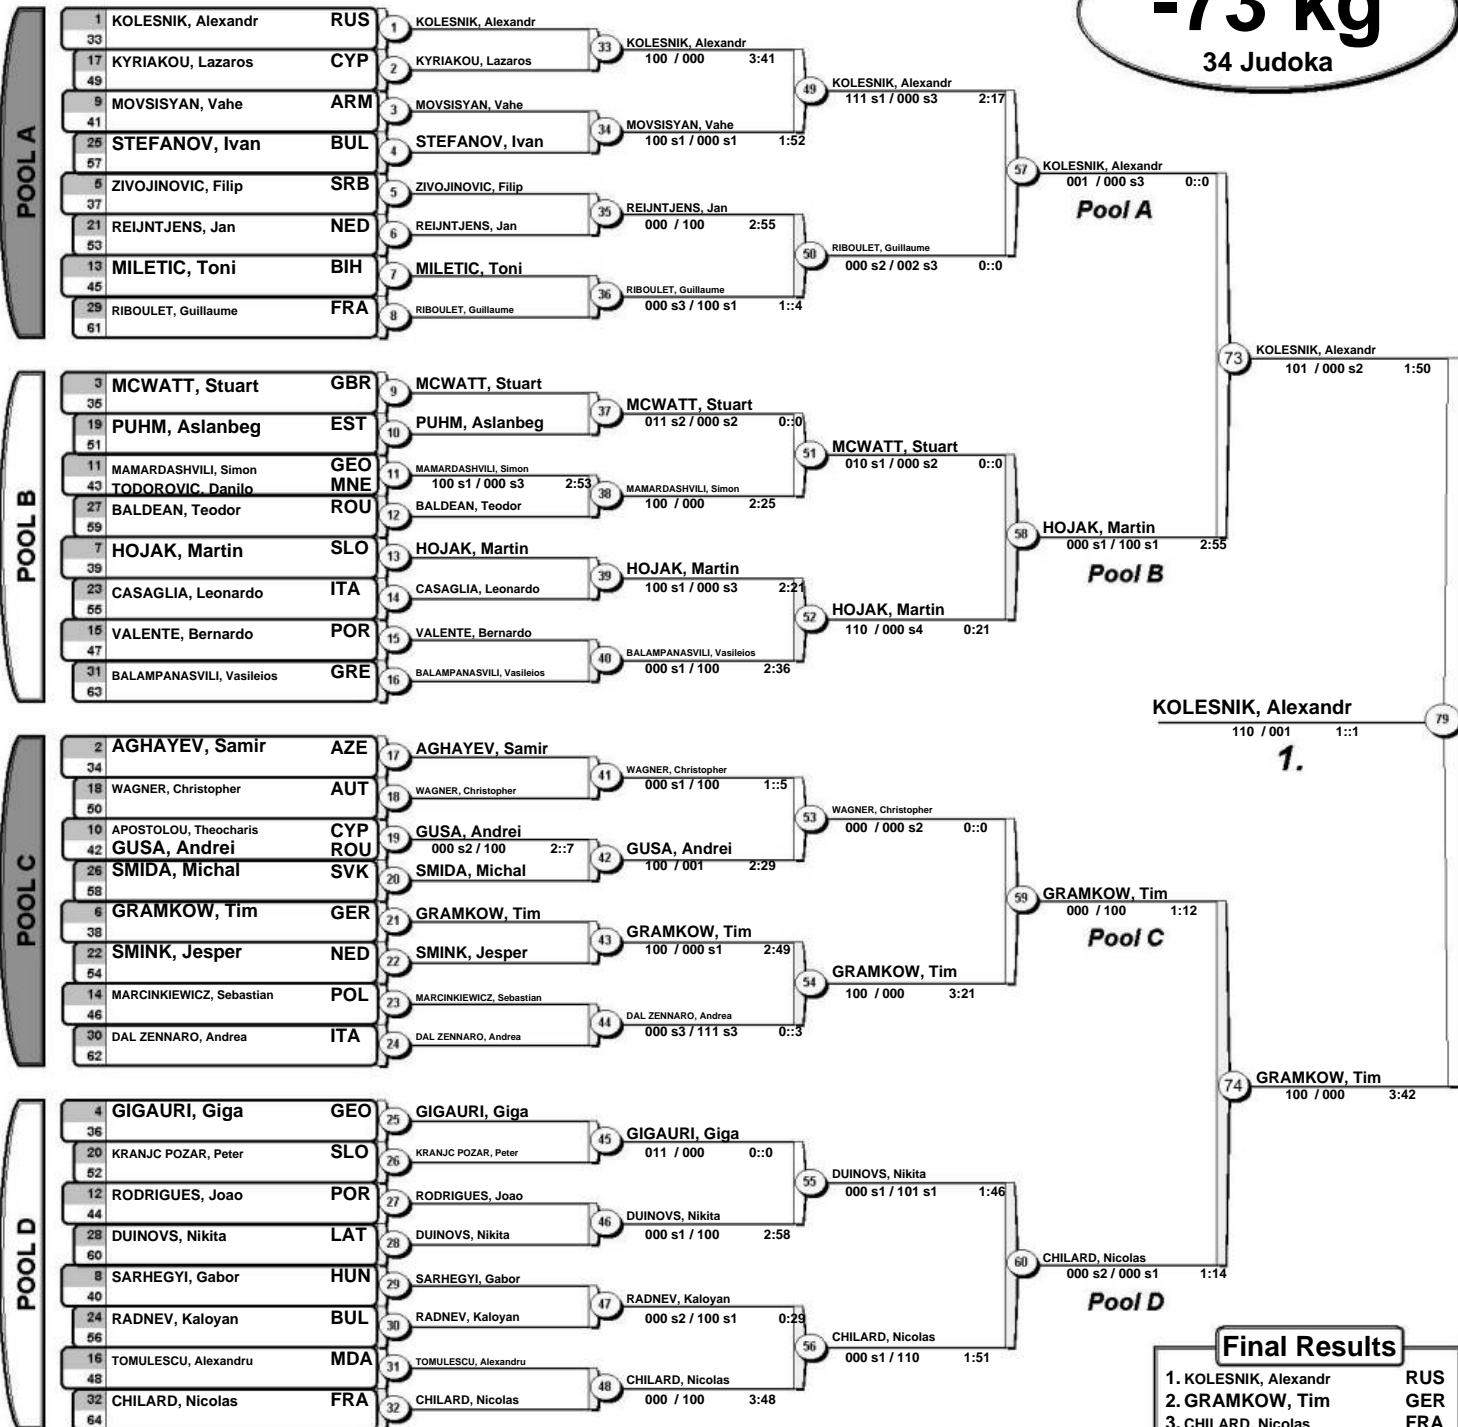 -73 kg
34 Judoka
POOL A
1 KOLESNIK, Alexandr RUS
33
17 KYRIAKOU, Lazaros CYP
49
9 MOVSISYAN, Vahe ARM
41
25 STEFANOV, Ivan BUL
57
5 ZIVOJINOVIC, Filip SRB
37
21 REIJNTJENS, Jan NED
53
13 MILETIC, Toni BIH
45
29 RIBOULET, Guillaume FRA
61
1 KOLESNIK, Alexandr
2 KYRIAKOU, Lazaros
3 MOVSISYAN, Vahe
4 STEFANOV, Ivan
5 ZIVOJINOVIC, Filip
6 REIJNTJENS, Jan
7 MILETIC, Toni
8 RIBOULET, Guillaume
33 KOLESNIK, Alexandr
100 / 000 3:41
34 MOVSISYAN, Vahe
100 s1 / 000 s1 1:52
35 REIJNTJENS, Jan
000 / 100 2:55
36 RIBOULET, Guillaume
000 s3 / 100 s1 1::4
49 KOLESNIK, Alexandr
111 s1 / 000 s3 2:17
50 RIBOULET, Guillaume
000 s2 / 002 s3 0::0
57 KOLESNIK, Alexandr
001 / 000 s3 0::0
Pool A
POOL B
3 MCWATT, Stuart GBR
35
19 PUHM, Aslanbeg EST
51
11 MAMARDASHVILI, Simon GEO
43 TODOROVIC, Danilo MNE
27 BALDEAN, Teodor ROU
59
7 HOJAK, Martin SLO
39
23 CASAGLIA, Leonardo ITA
55
15 VALENTE, Bernardo POR
47
31 BALAMPANASVILI, Vasileios GRE
63
9 MCWATT, Stuart
10 PUHM, Aslanbeg
11 MAMARDASHVILI, Simon
100 s1 / 000 s3 2:53
12 BALDEAN, Teodor
13 HOJAK, Martin
14 CASAGLIA, Leonardo
15 VALENTE, Bernardo
16 BALAMPANASVILI, Vasileios
37 MCWATT, Stuart
011 s2 / 000 s2 0::0
38 MAMARDASHVILI, Simon
100 / 000 2:25
39 HOJAK, Martin
100 s1 / 000 s3 2:21
40 BALAMPANASVILI, Vasileios
000 s1 / 100 2:36
51 MCWATT, Stuart
010 s1 / 000 s2 0::0
52 HOJAK, Martin
110 / 000 s4 0:21
58 HOJAK, Martin
000 s1 / 100 s1 2:55
Pool B
73 KOLESNIK, Alexandr
101 / 000 s2 1:50
KOLESNIK, Alexandr
79
110 / 001 1::1
1.
POOL C
2 AGHAYEV, Samir AZE
34
18 WAGNER, Christopher AUT
50
10 APOSTOLOU, Theocharis CYP
42 GUSA, Andrei ROU
26 SMIDA, Michal SVK
58
6 GRAMKOW, Tim GER
38
22 SMINK, Jesper NED
54
14 MARCINKIEWICZ, Sebastian POL
46
30 DAL ZENNARO, Andrea ITA
62
17 AGHAYEV, Samir
18 WAGNER, Christopher
19 GUSA, Andrei
000 s2 / 100 2::7
20 SMIDA, Michal
21 GRAMKOW, Tim
22 SMINK, Jesper
23 MARCINKIEWICZ, Sebastian
24 DAL ZENNARO, Andrea
41 WAGNER, Christopher
000 s1 / 100 1::5
42 GUSA, Andrei
100 / 001 2:29
43 GRAMKOW, Tim
100 / 000 s1 2:49
44 DAL ZENNARO, Andrea
000 s3 / 111 s3 0::3
53 WAGNER, Christopher
000 / 000 s2 0::0
54 GRAMKOW, Tim
100 / 000 3:21
59 GRAMKOW, Tim
000 / 100 1:12
Pool C
74 GRAMKOW, Tim
100 / 000 3:42
POOL D
4 GIGAURI, Giga GEO
36
20 KRANJC POZAR, Peter SLO
52
12 RODRIGUES, Joao POR
44
28 DUINOVS, Nikita LAT
60
8 SARHEGYI, Gabor HUN
40
24 RADNEV, Kaloyan BUL
56
16 TOMULESCU, Alexandru MDA
48
32 CHILARD, Nicolas FRA
64
25 GIGAURI, Giga
26 KRANJC POZAR, Peter
27 RODRIGUES, Joao
28 DUINOVS, Nikita
29 SARHEGYI, Gabor
30 RADNEV, Kaloyan
31 TOMULESCU, Alexandru
32 CHILARD, Nicolas
45 GIGAURI, Giga
011 / 000 0::0
46 DUINOVS, Nikita
000 s1 / 100 2:58
47 RADNEV, Kaloyan
000 s2 / 100 s1 0:29
48 CHILARD, Nicolas
000 / 100 3:48
55 DUINOVS, Nikita
000 s1 / 101 s1 1:46
56 CHILARD, Nicolas
000 s1 / 110 1:51
60 CHILARD, Nicolas
000 s2 / 000 s1 1:14
Pool D
Final Results
1. KOLESNIK, Alexandr RUS
2. GRAMKOW, Tim GER
3. CHILARD, Nicolas FRA